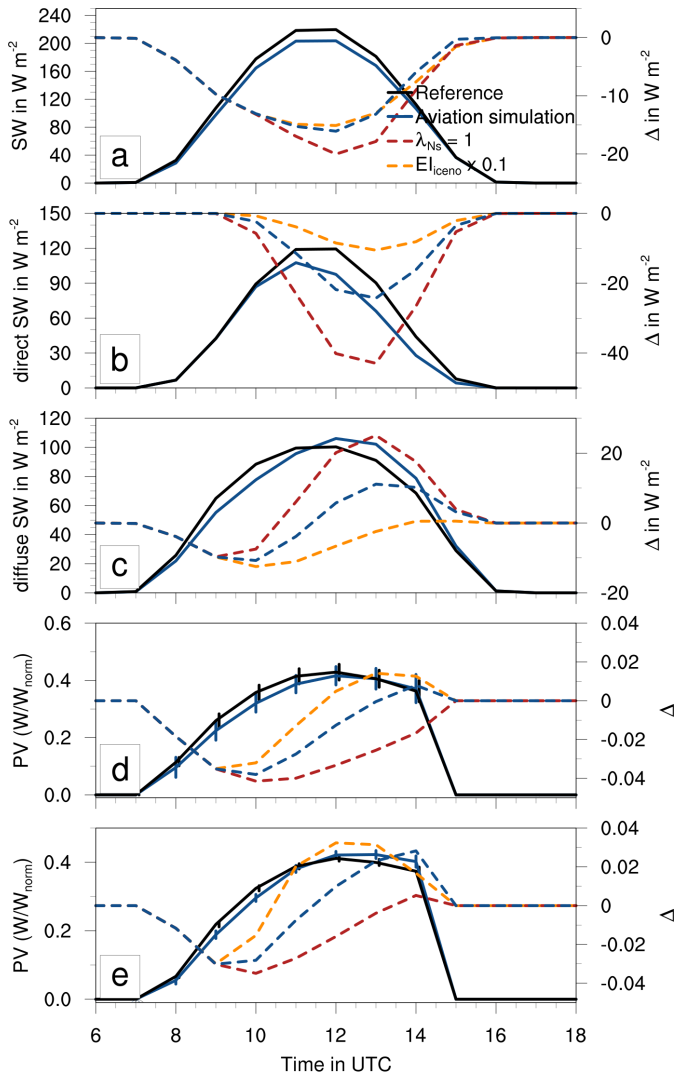 240
200
160
120
80
40
0
SW in W m-2
0
-10
-20
Δ in W m-2
Reference
Aviation simulation
λNs = 1
EIiceno x 0.1
a
150
120
90
60
30
0
direct SW in W m-2
0
-20
-40
Δ in W m-2
b
120
100
80
60
40
20
0
diffuse SW in W m-2
20
0
-20
Δ in W m-2
c
0.6
0.4
0.2
0.0
PV (W/Wnorm)
0.04
0.02
0
-0.02
-0.04
Δ
d
0.4
0.2
0.0
PV (W/Wnorm)
0.04
0.02
0
-0.02
-0.04
Δ
e
6 8 10 12 14 16 18
Time in UTC